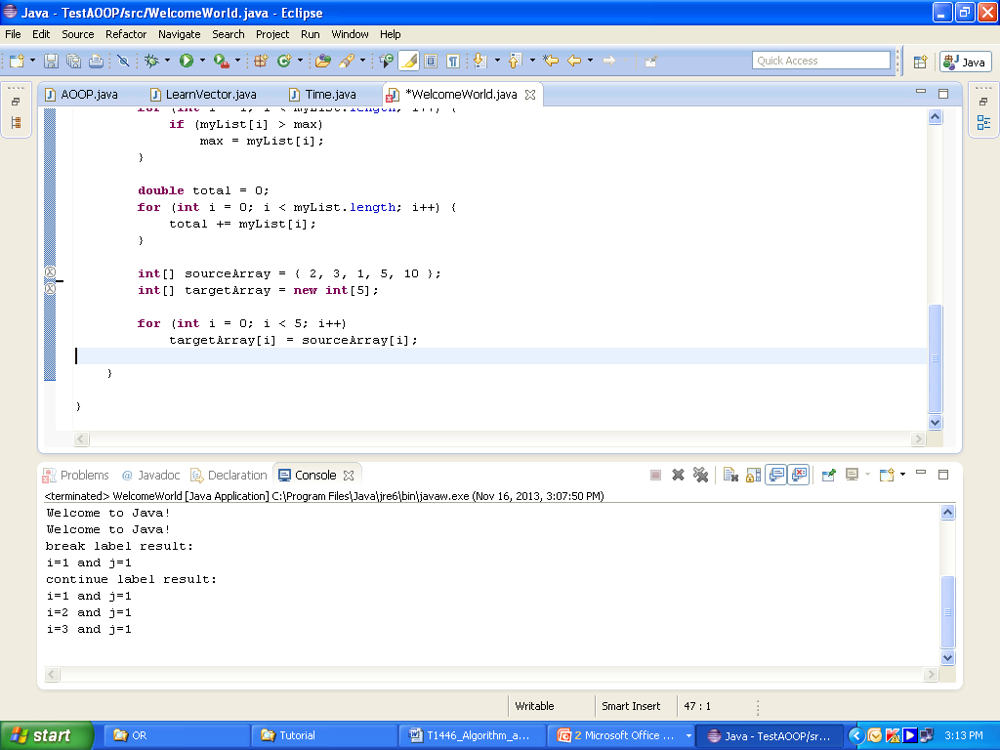 Java - TestAOOP/src/WelcomeWorld.java - Eclipse
File Edit Source Refactor Navigate Search Project Run Window Help
Quick Access
Java
AOOP.java LearnVector.java Time.java *WelcomeWorld.java
for (int i = 1; i < myList.length; i++) {
if (myList[i] > max)
max = myList[i];
}
double total = 0;
for (int i = 0; i < myList.length; i++) {
total += myList[i];
}
int[] sourceArray = { 2, 3, 1, 5, 10 };
int[] targetArray = new int[5];
for (int i = 0; i < 5; i++)
targetArray[i] = sourceArray[i];
}
}
Problems @ Javadoc Declaration Console
<terminated> WelcomeWorld [Java Application] C:\Program Files\Java\jre6\bin\javaw.exe (Nov 16, 2013, 3:07:50 PM)
Welcome to Java!
Welcome to Java!
break label result:
i=1 and j=1
continue label result:
i=1 and j=1
i=2 and j=1
i=3 and j=1
Writable Smart Insert 47 : 1
start OR Tutorial T1446_Algorithm_a... 2 Microsoft Office ... Java - TestAOOP/sr... 3:13 PM